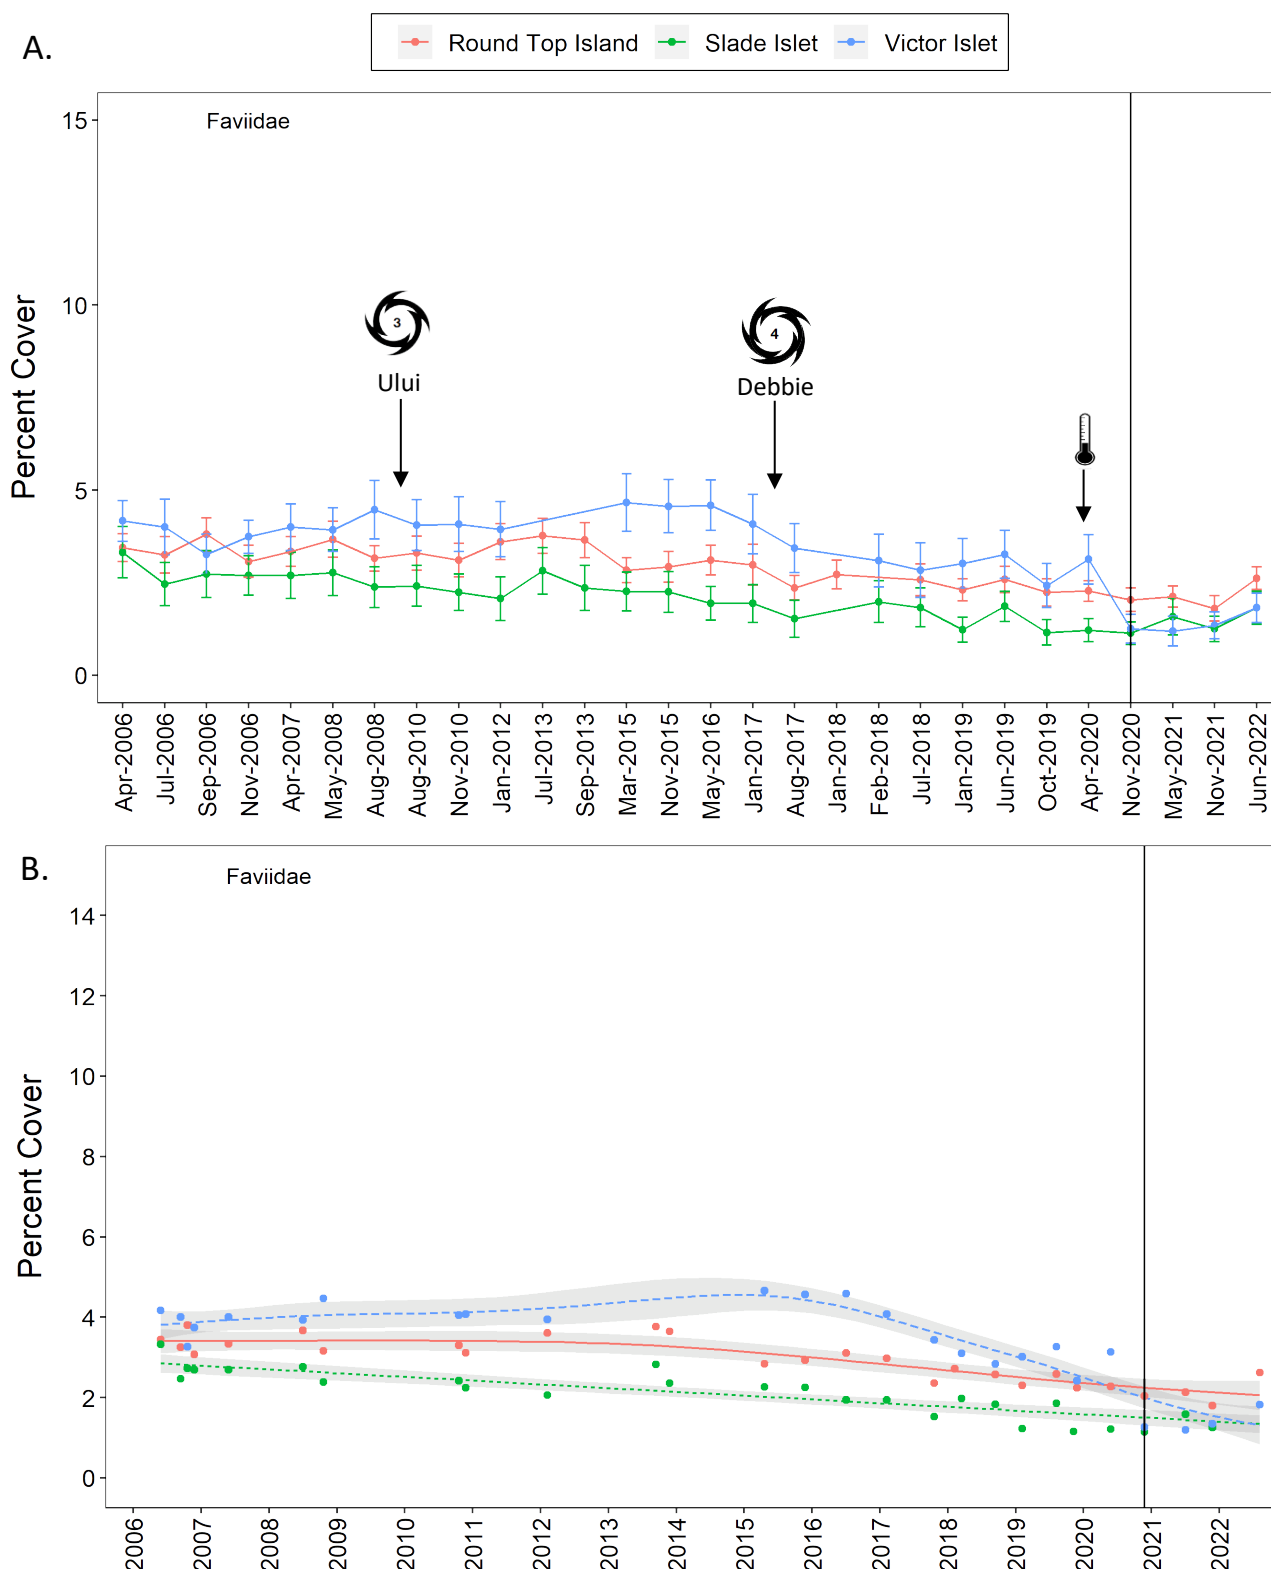 A.
Round Top Island Slade Islet Victor Islet
Faviidae
15
10
5
0
Percent Cover
3
Ului
4
Debbie
Apr-2006
Jul-2006
Sep-2006
Nov-2006
Apr-2007
May-2008
Aug-2008
Aug-2010
Nov-2010
Jan-2012
Jul-2013
Sep-2013
Mar-2015
Nov-2015
May-2016
Jan-2017
Aug-2017
Jan-2018
Feb-2018
Jul-2018
Jan-2019
Jun-2019
Oct-2019
Apr-2020
Nov-2020
May-2021
Nov-2021
Jun-2022
B.
Faviidae
14
12
10
8
6
4
2
0
Percent Cover
2006
2007
2008
2009
2010
2011
2012
2013
2014
2015
2016
2017
2018
2019
2020
2021
2022